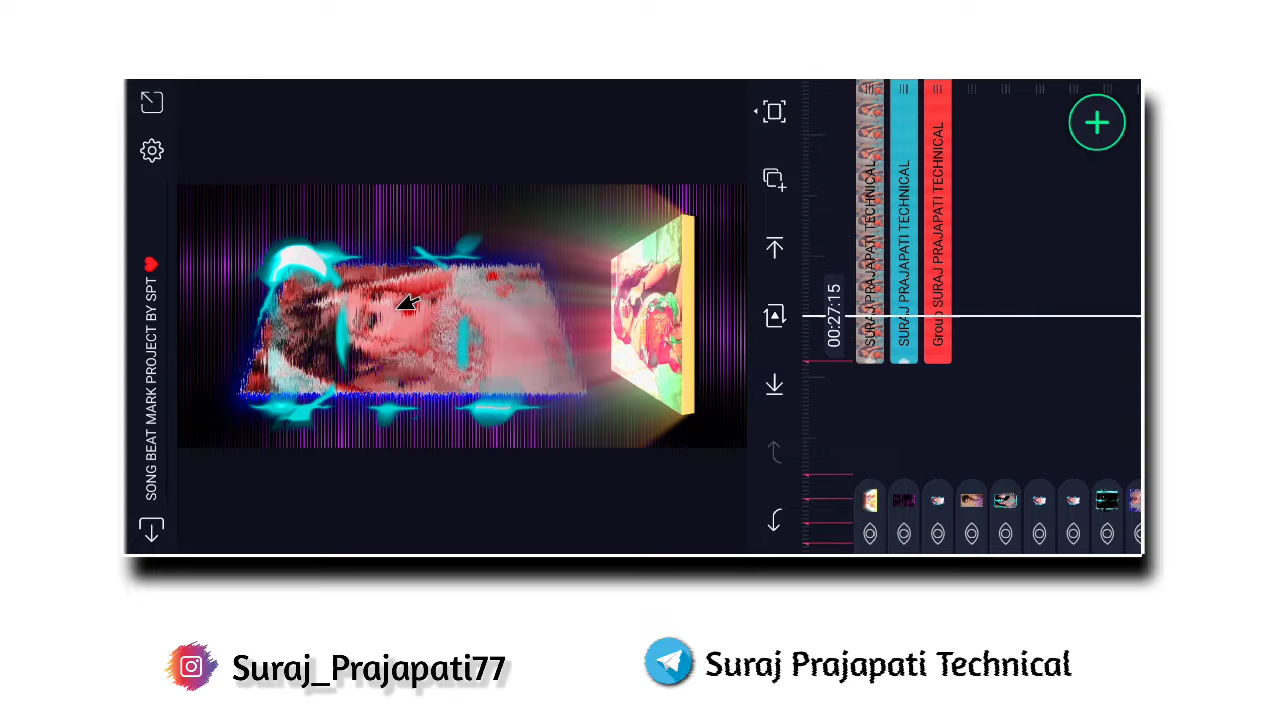 SONG BEAT MARK PROJECT BY SPT ❤️
00:27:15
SURAJ PRAJAPATI TECHNICAL
SURAJ PRAJAPATI TECHNICAL
Group SURAJ PRAJAPATI TECHNICAL
Suraj_Prajapati77
Suraj Prajapati Technical